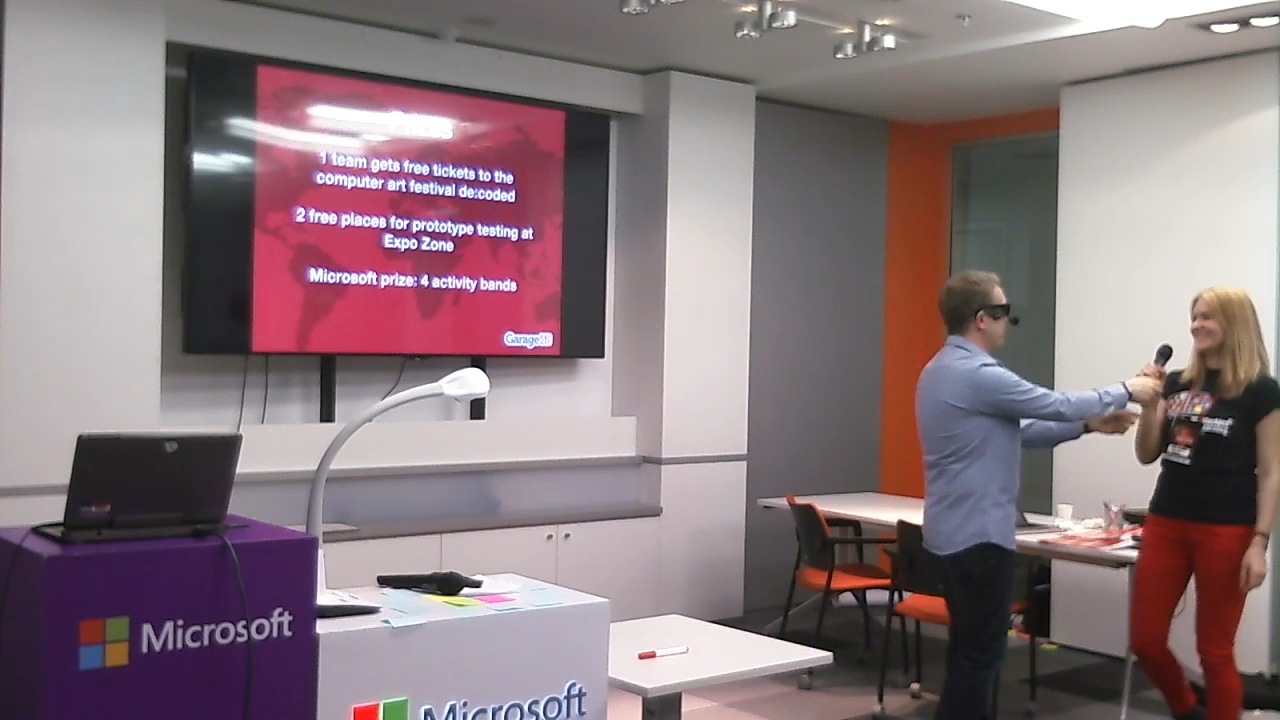 1 team gets free tickets to the
computer art festival de:coded
2 free places for prototype testing at
Expo Zone
Microsoft prize: 4 activity bands
Garage48
Microsoft
Microsoft